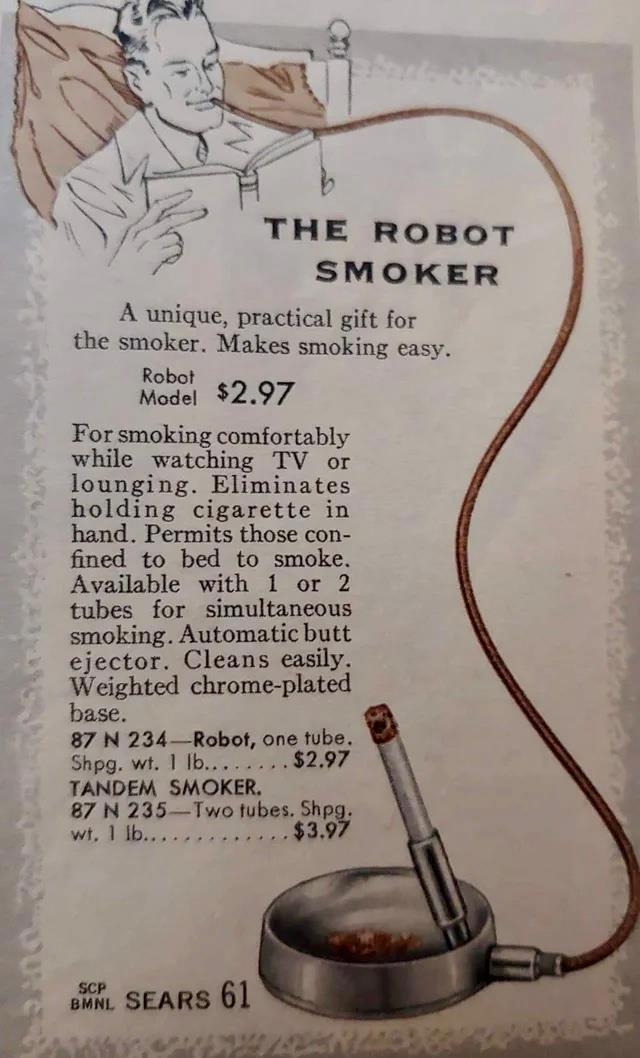 THE ROBOT
SMOKER
A unique, practical gift for
the smoker. Makes smoking easy.
Robot
Model $2.97
For smoking comfortably
while watching TV or
lounging. Eliminates
holding cigarette in
hand. Permits those con-
fined to bed to smoke.
Available with 1 or 2
tubes for simultaneous
smoking. Automatic butt
ejector. Cleans easily.
Weighted chrome-plated
base.
87 N 234—Robot, one tube.
Shpg. wt. 1 lb........$2.97
TANDEM SMOKER.
87 N 235—Two tubes. Shpg.
wt. 1 lb.............$3.97
SCP
BMNL SEARS 61